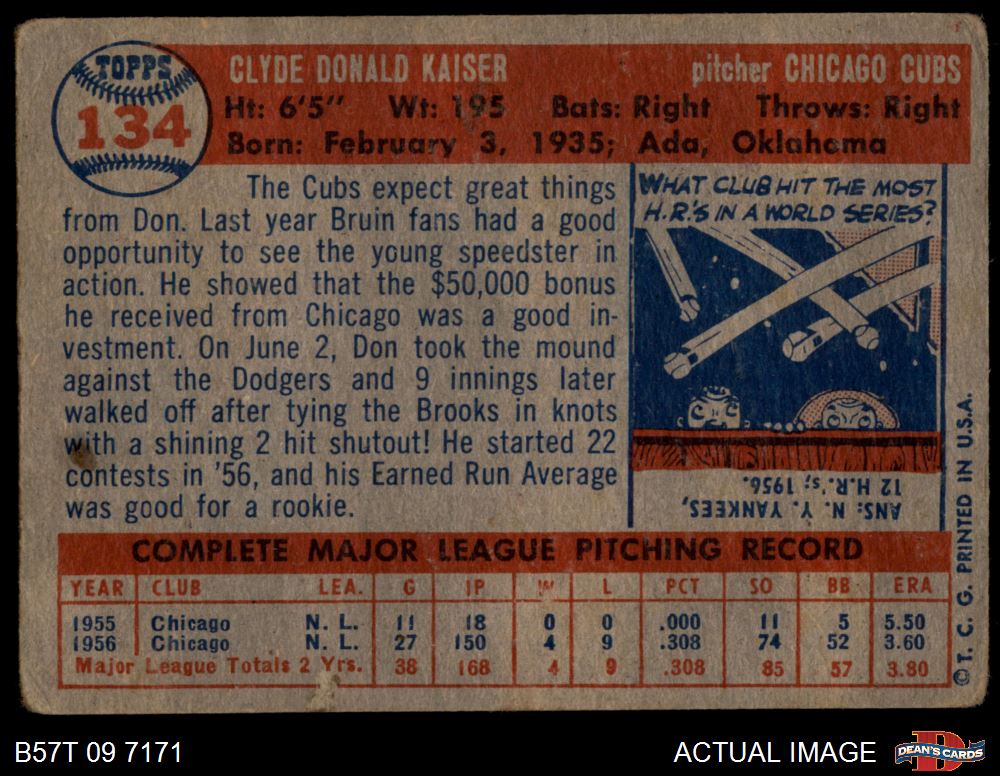 TOPPS
134
CLYDE DONALD KAISER pitcher CHICAGO CUBS
Ht: 6'5" Wt: 195 Bats: Right Throws: Right
Born: February 3, 1935; Ada, Oklahoma
The Cubs expect great things
from Don. Last year Bruin fans had a good
opportunity to see the young speedster in
action. He showed that the $50,000 bonus
he received from Chicago was a good in-
vestment. On June 2, Don took the mound
against the Dodgers and 9 innings later
walked off after tying the Brooks in knots
with a shining 2 hit shutout! He started 22
contests in '56, and his Earned Run Average
was good for a rookie.
WHAT CLUB HIT THE MOST
H.R.'S IN A WORLD SERIES?
ANS: N. Y. YANKEES,
12 H.R.'s; 1956.
COMPLETE MAJOR LEAGUE PITCHING RECORD
YEAR CLUB LEA. G IP W L PCT SO BB ERA
1955 Chicago N. L. 11 18 0 0 .000 11 5 5.50
1956 Chicago N. L. 27 150 4 9 .308 74 52 3.60
Major League Totals 2 Yrs. 38 168 4 9 .308 85 57 3.80
©T. C. G. PRINTED IN U.S.A.
B57T 09 7171 ACTUAL IMAGE DEAN'S CARDS